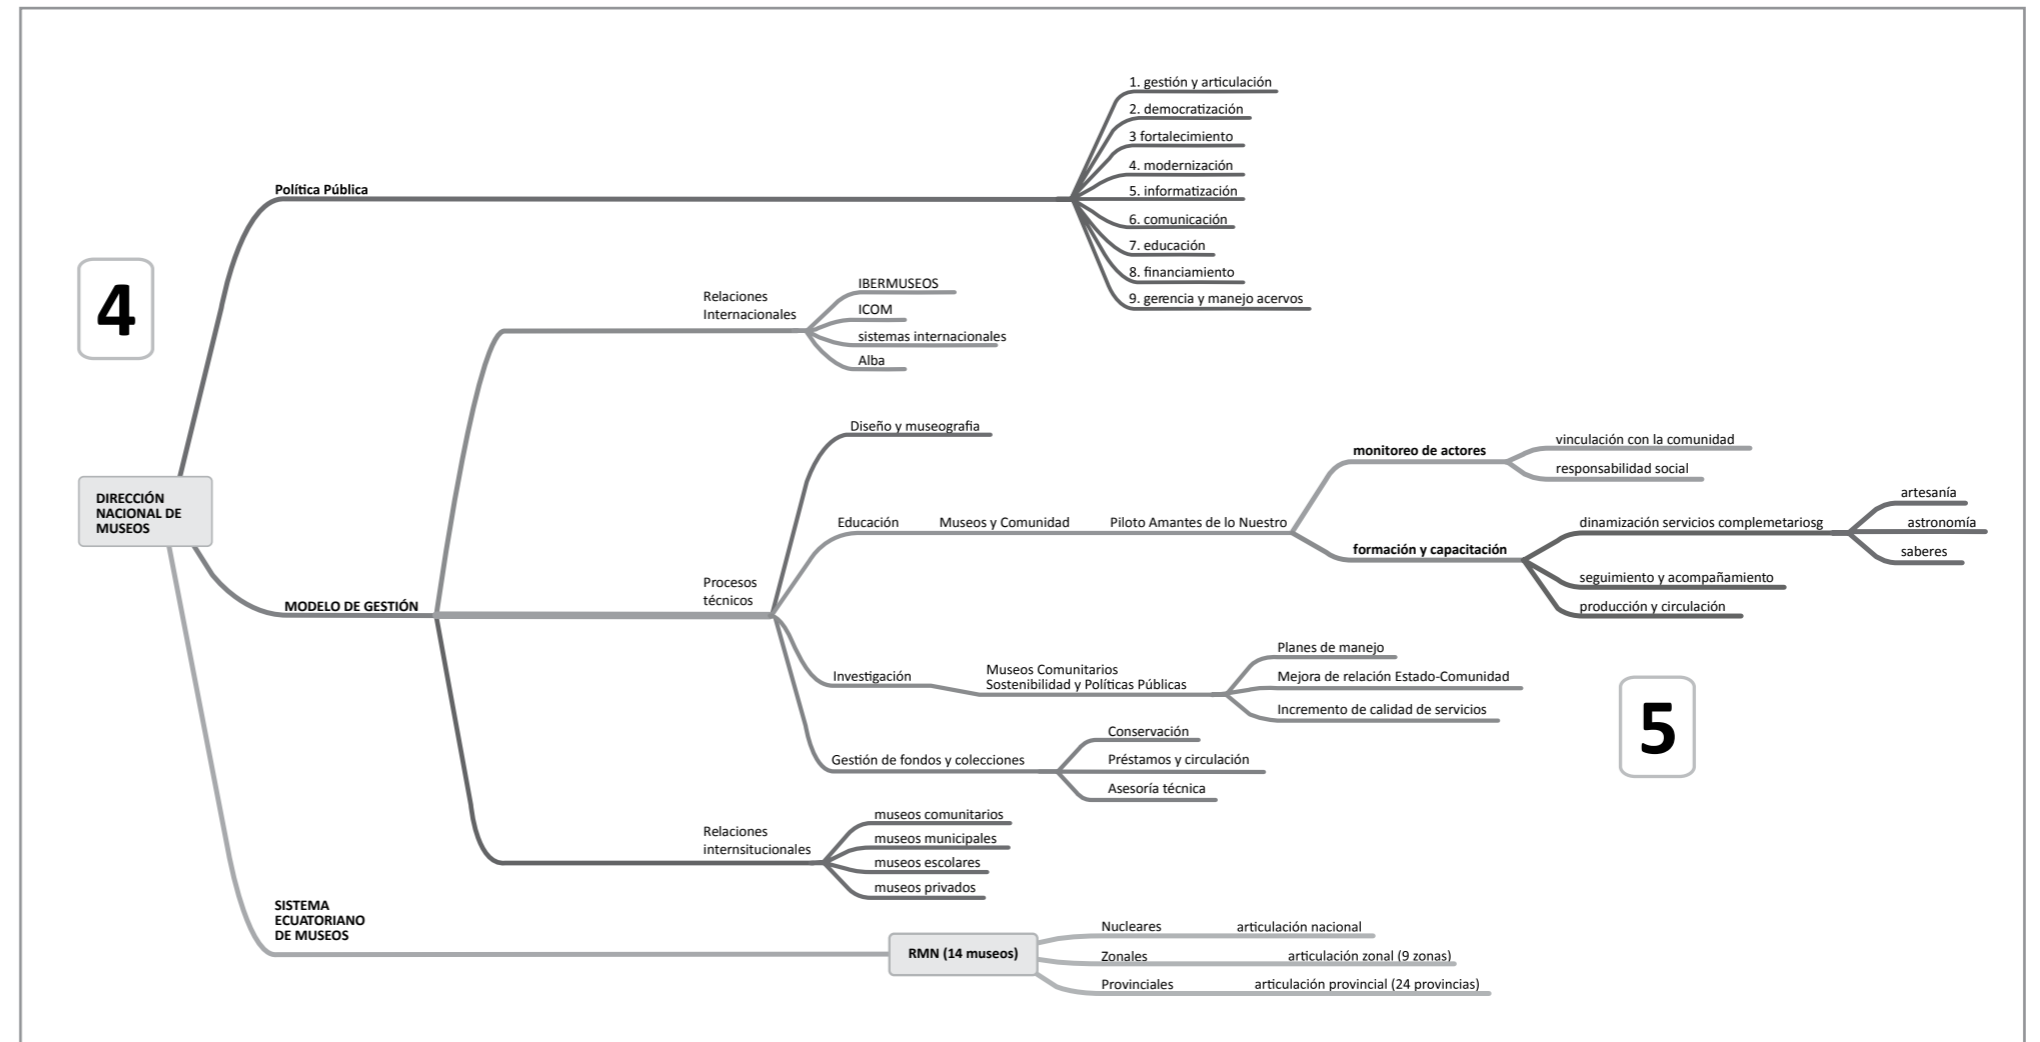 1. gestión y articulación
2. democratización
3 fortalecimiento
4. modernización
5. informatización
6. comunicación
7. educación
8. financiamiento
9. gerencia y manejo acervos
Política Pública
4
Relaciones
Internacionales
IBERMUSEOS
ICOM
sistemas internacionales
Alba
DIRECCIÓN
NACIONAL DE
MUSEOS
MODELO DE GESTIÓN
Procesos
técnicos
Diseño y museografia
Educación
Museos y Comunidad
Piloto Amantes de lo Nuestro
monitoreo de actores
vinculación con la comunidad
responsabilidad social
formación y capacitación
dinamización servicios complemetariosg
artesanía
astronomía
saberes
seguimiento y acompañamiento
producción y circulación
Investigación
Museos Comunitarios
Sostenibilidad y Políticas Públicas
Planes de manejo
Mejora de relación Estado-Comunidad
Incremento de calidad de servicios
5
Gestión de fondos y colecciones
Conservación
Préstamos y circulación
Asesoría técnica
Relaciones
internsitucionales
museos comunitarios
museos municipales
museos escolares
museos privados
SISTEMA
ECUATORIANO
DE MUSEOS
RMN (14 museos)
Nucleares articulación nacional
Zonales articulación zonal (9 zonas)
Provinciales articulación provincial (24 provincias)